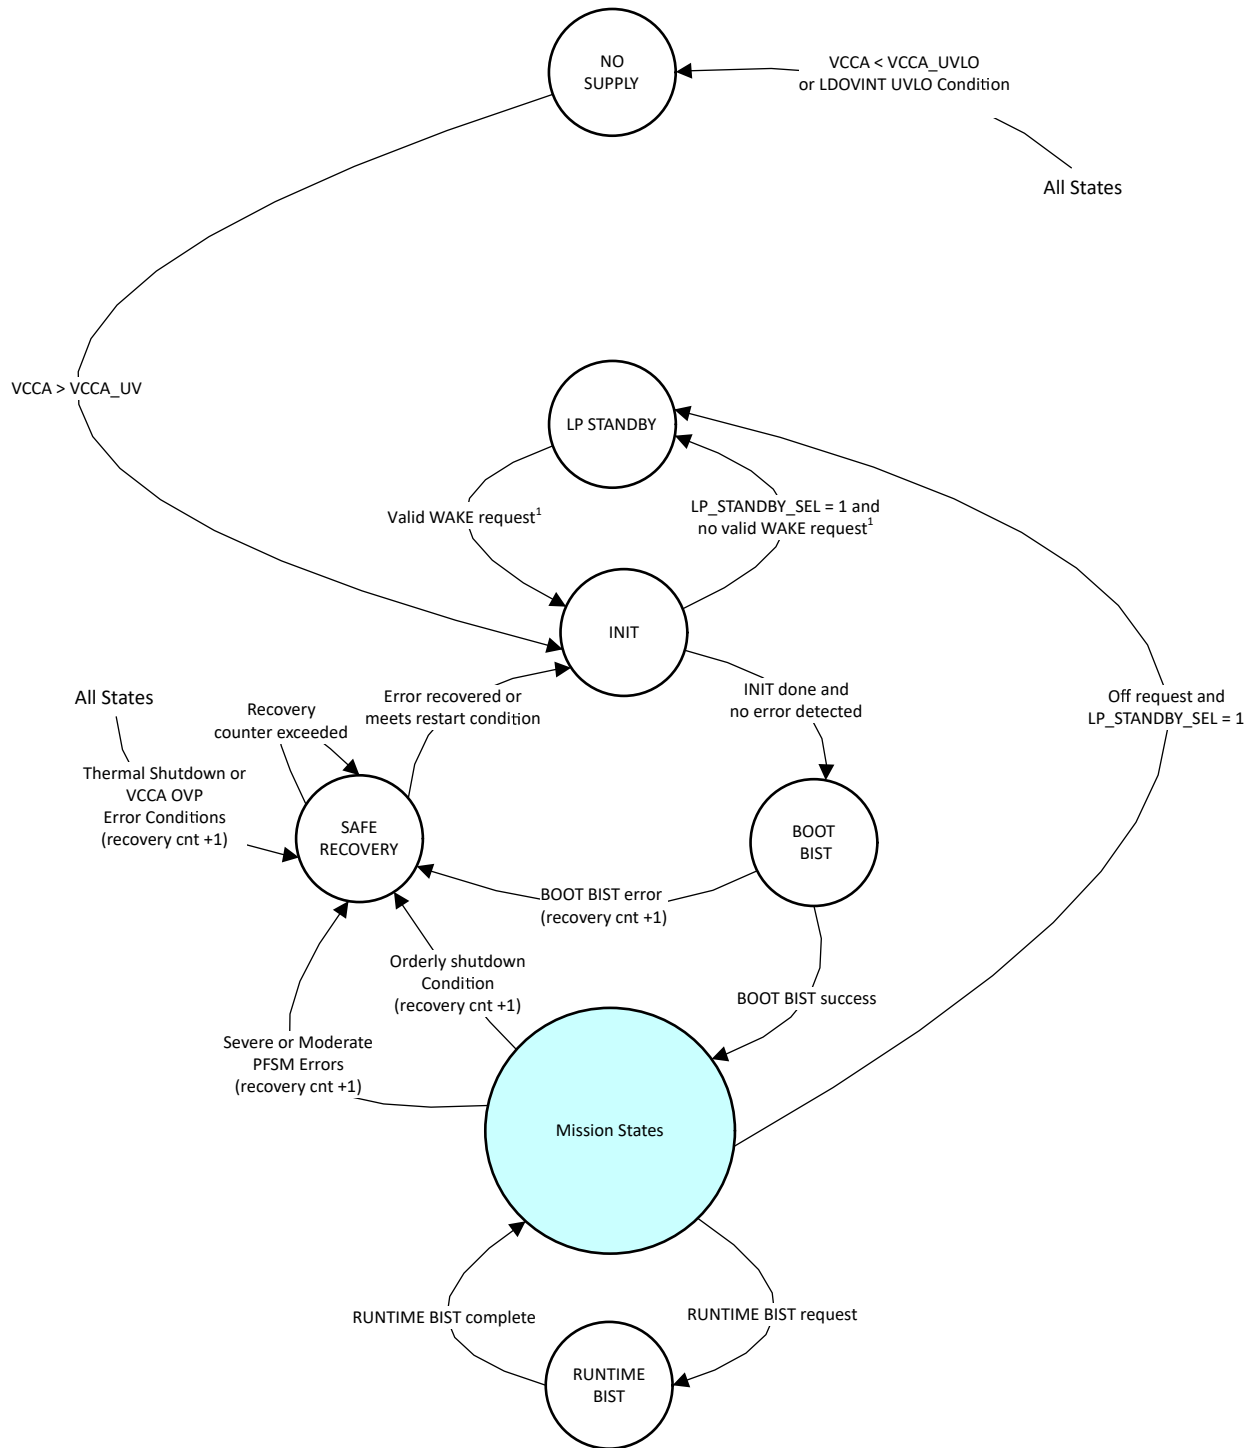 NO
SUPPLY
VCCA < VCCA_UVLO
or LDOVINT UVLO Condition
All States
VCCA > VCCA_UV
LP STANDBY
Valid WAKE request¹
LP_STANDBY_SEL = 1 and
no valid WAKE request¹
INIT
All States
Recovery
counter exceeded
Error recovered or
meets restart condition
INIT done and
no error detected
Off request and
LP_STANDBY_SEL = 1
Thermal Shutdown or
VCCA OVP
Error Conditions
(recovery cnt +1)
SAFE
RECOVERY
BOOT
BIST
BOOT BIST error
(recovery cnt +1)
Orderly shutdown
Condition
(recovery cnt +1)
BOOT BIST success
Severe or Moderate
PFSM Errors
(recovery cnt +1)
Mission States
RUNTIME BIST complete
RUNTIME BIST request
RUNTIME
BIST